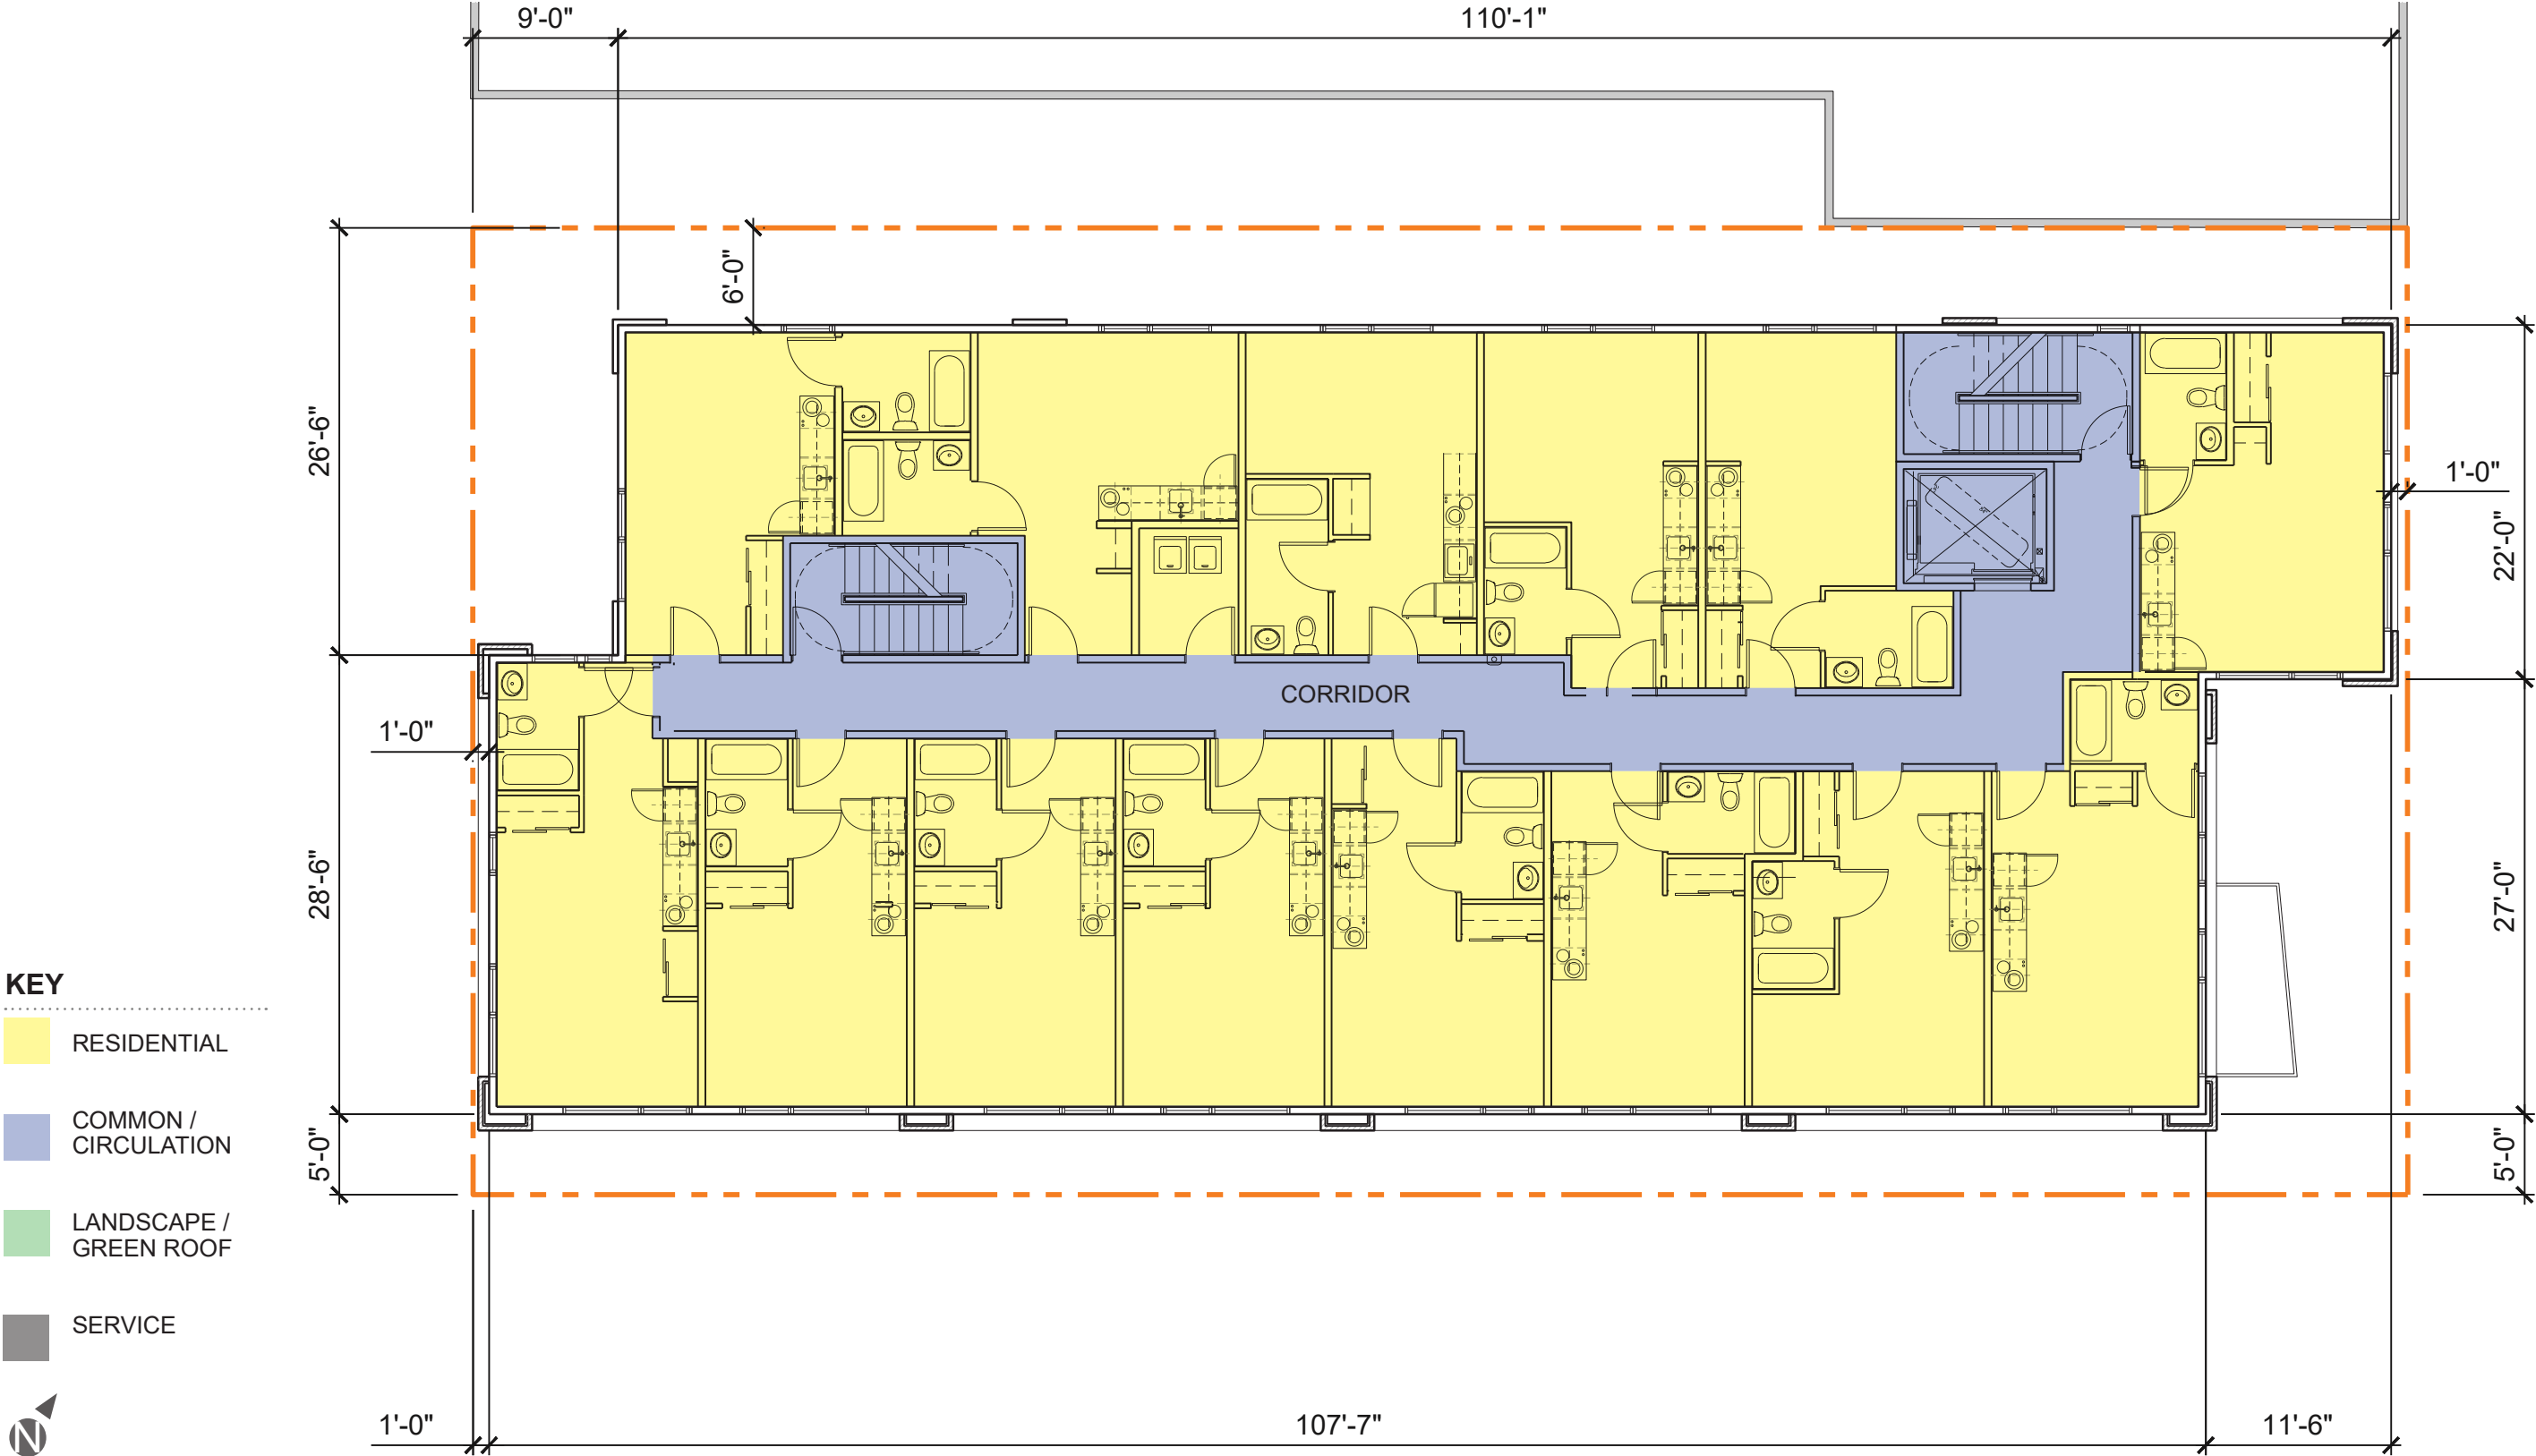 9'-0"
110'-1"
6'-0"
26'-6"
1'-0"
22'-0"
CORRIDOR
1'-0"
28'-6"
27'-0"
KEY
RESIDENTIAL
COMMON /
CIRCULATION
5'-0"
5'-0"
LANDSCAPE /
GREEN ROOF
SERVICE
N
1'-0"
107'-7"
11'-6"